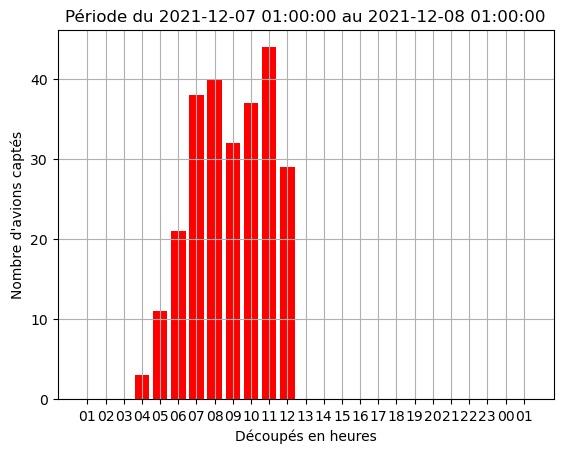 Période du 2021-12-07 01:00:00 au 2021-12-08 01:00:00
Nombre d'avions captés
40
30
20
10
0
01 02 03 04 05 06 07 08 09 10 11 12 13 14 15 16 17 18 19 20 21 22 23 00 01
Découpés en heures